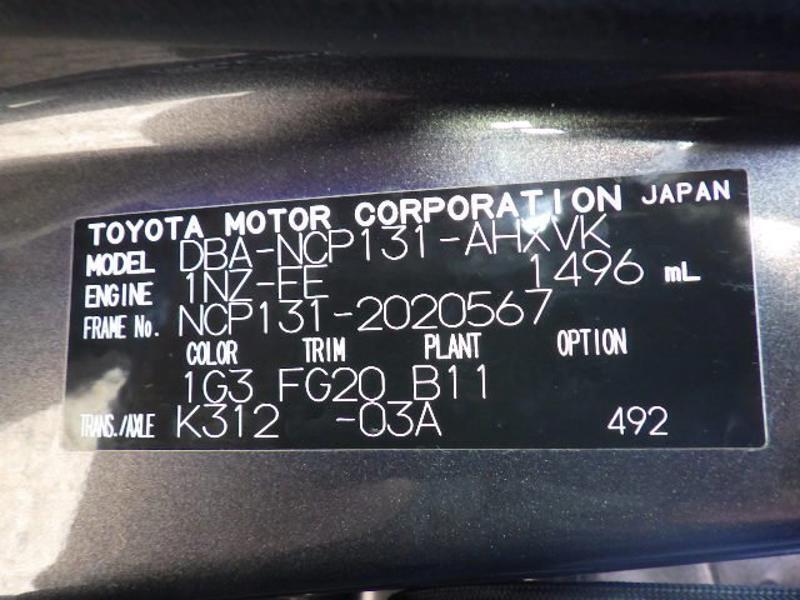 TOYOTA MOTOR CORPORATION JAPAN
MODEL DBA-NCP131-AHXVK
ENGINE 1NZ-FE 1496 mL
FRAME No. NCP131-2020567
COLOR TRIM PLANT OPTION
1G3 FG20 B11
TRANS./AXLE K312 -03A 492